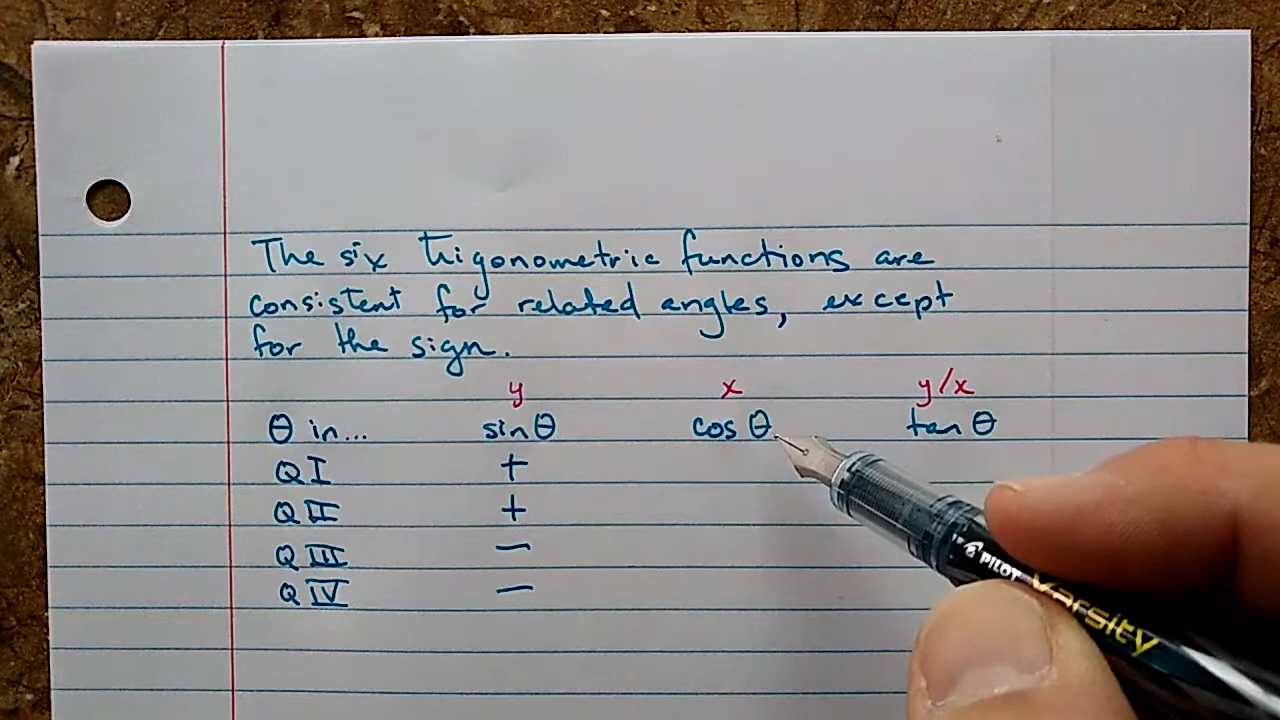 The six trigonometric functions are
consistent for related angles, except
for the sign.
y x y/x
θ in... sin θ cos θ tan θ
Q I +
Q II +
Q III —
Q IV —
PILOT Varsity